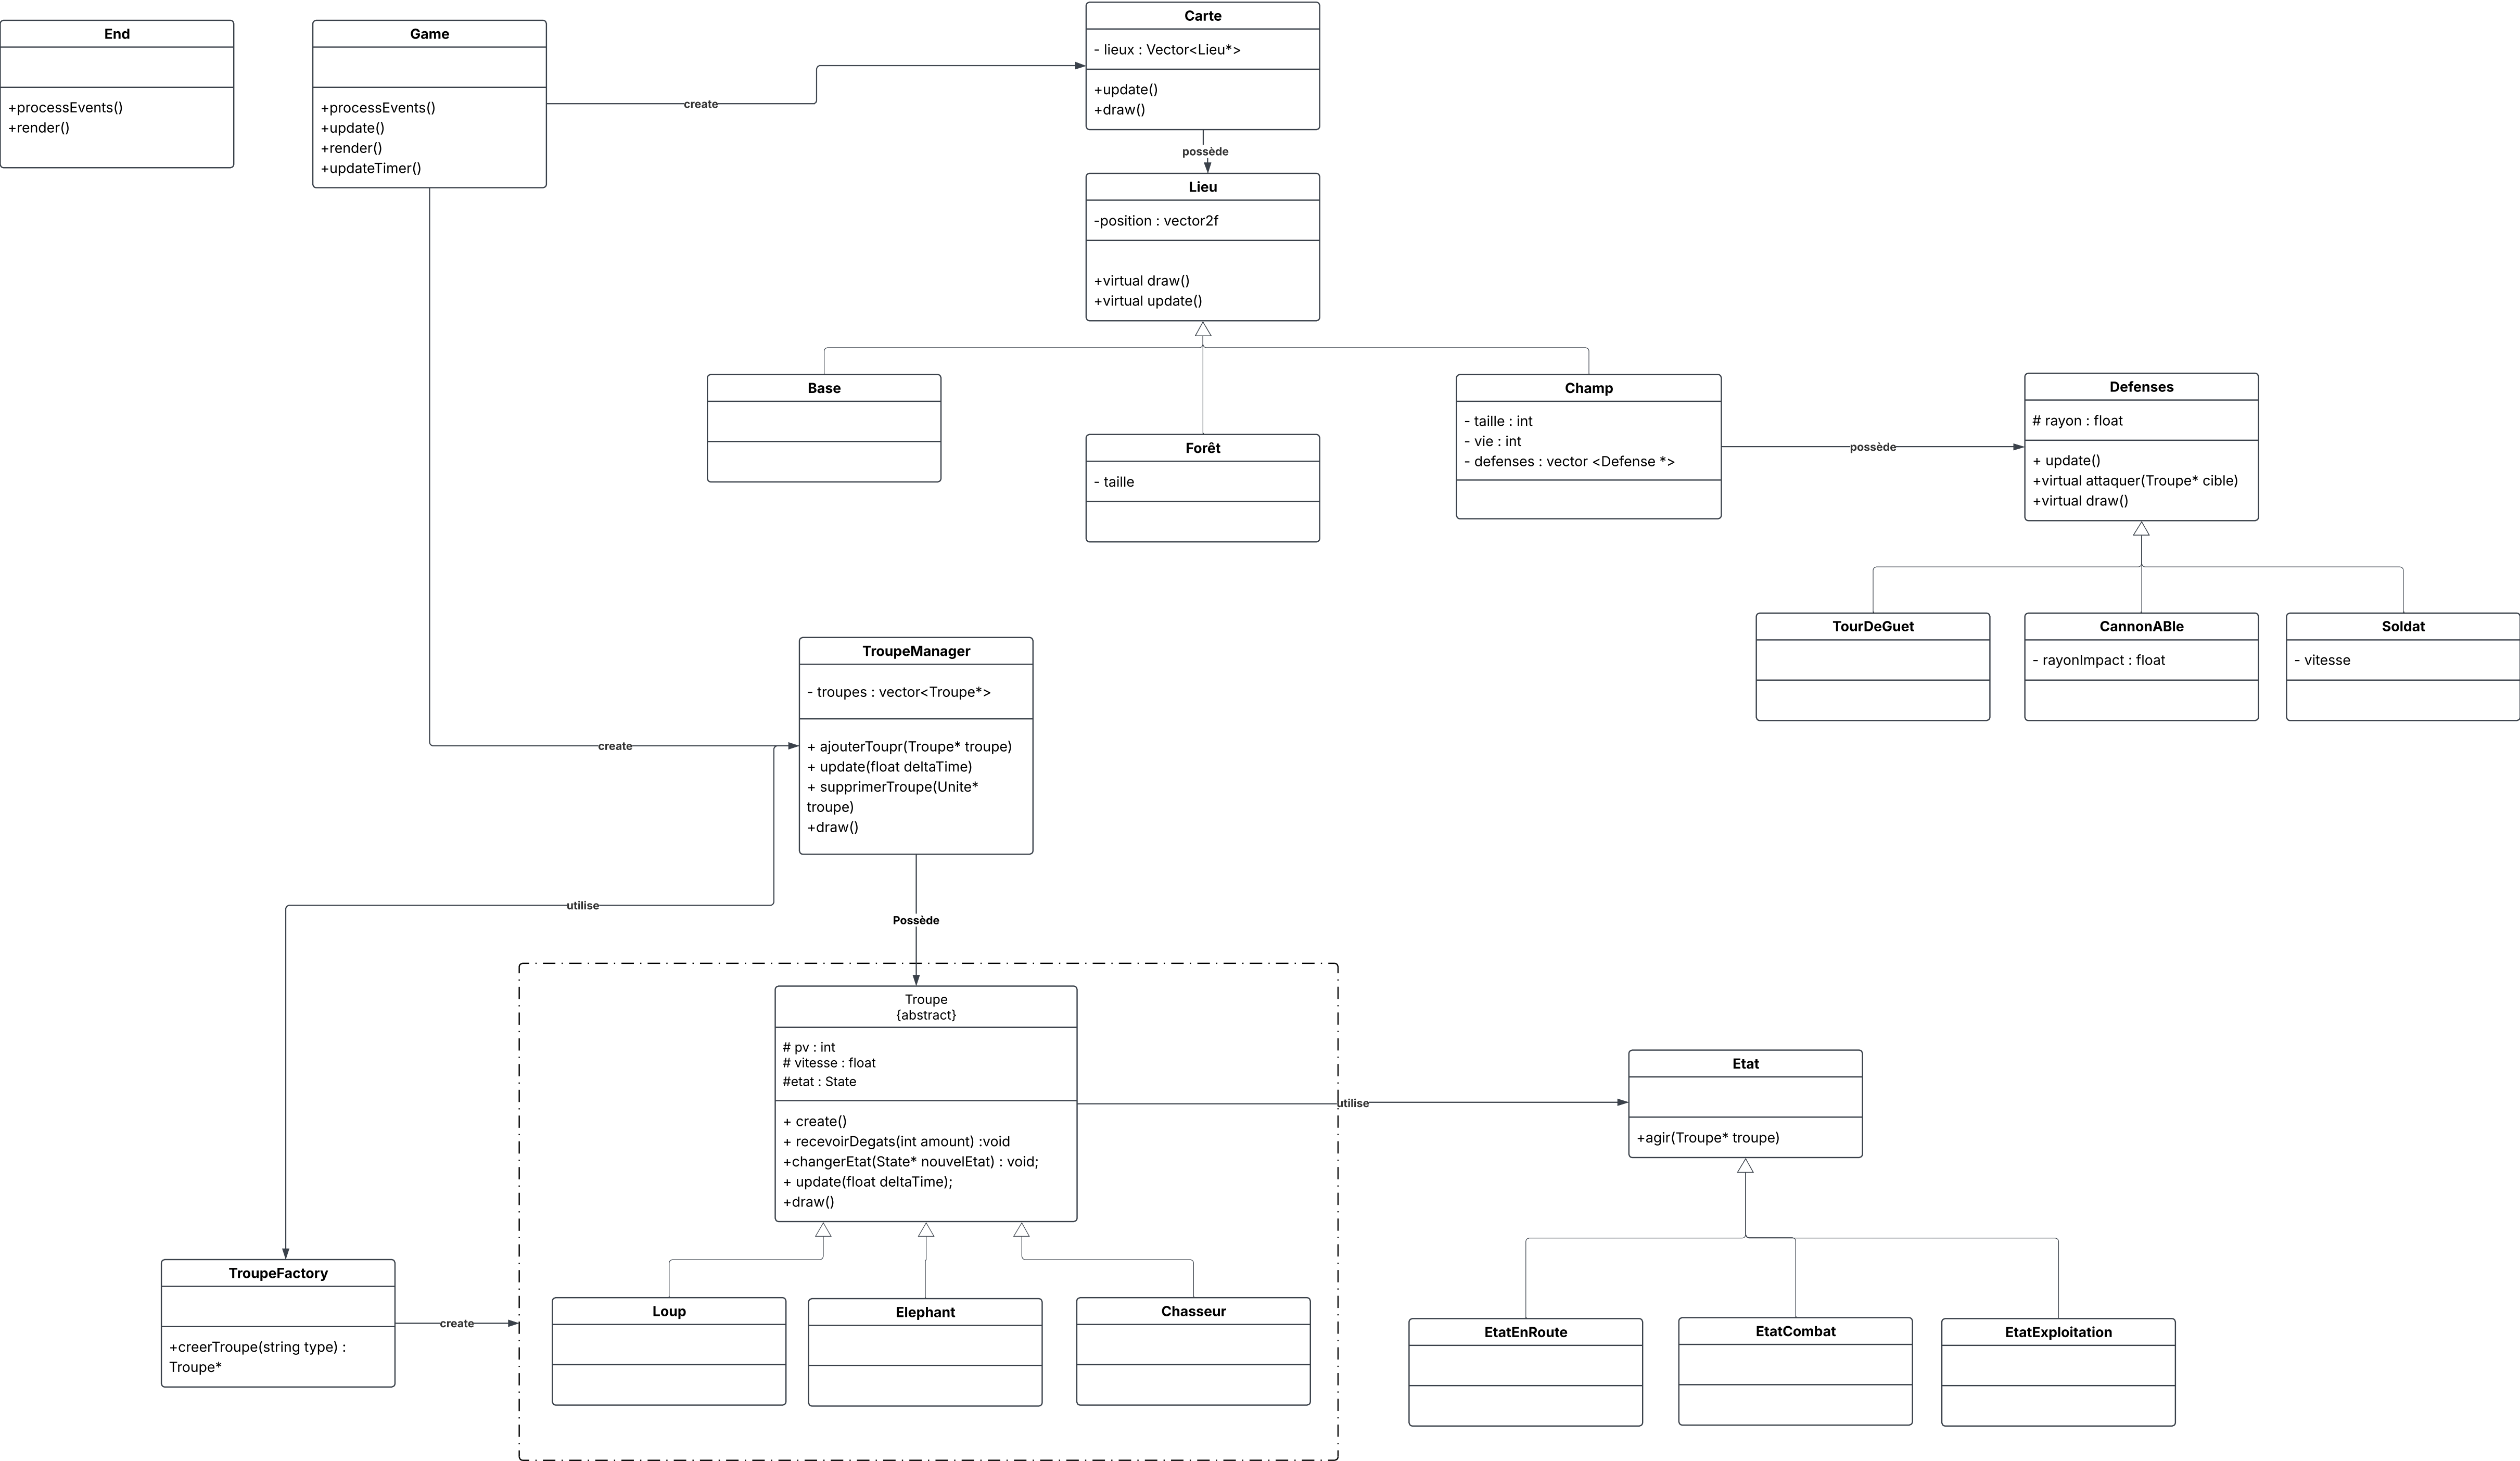 End
+processEvents()
+render()
Game
+processEvents()
+update()
+render()
+updateTimer()
create
Carte
- lieux : Vector<Lieu*>
+update()
+draw()
possède
Lieu
-position : vector2f
+virtual draw()
+virtual update()
Base
Forêt
- taille
Champ
- taille : int
- vie : int
- defenses : vector <Defense *>
possède
Defenses
# rayon : float
+ update()
+virtual attaquer(Troupe* cible)
+virtual draw()
TourDeGuet
CannonABle
- rayonImpact : float
Soldat
- vitesse
create
TroupeManager
- troupes : vector<Troupe*>
+ ajouterToupr(Troupe* troupe)
+ update(float deltaTime)
+ supprimerTroupe(Unite*
troupe)
+draw()
utilise
Possède
Troupe
{abstract}
# pv : int
# vitesse : float
#etat : State
+ create()
+ recevoirDegats(int amount) :void
+changerEtat(State* nouvelEtat) : void;
+ update(float deltaTime);
+draw()
utilise
Etat
+agir(Troupe* troupe)
TroupeFactory
+creerTroupe(string type) :
Troupe*
create
Loup
Elephant
Chasseur
EtatEnRoute
EtatCombat
EtatExploitation